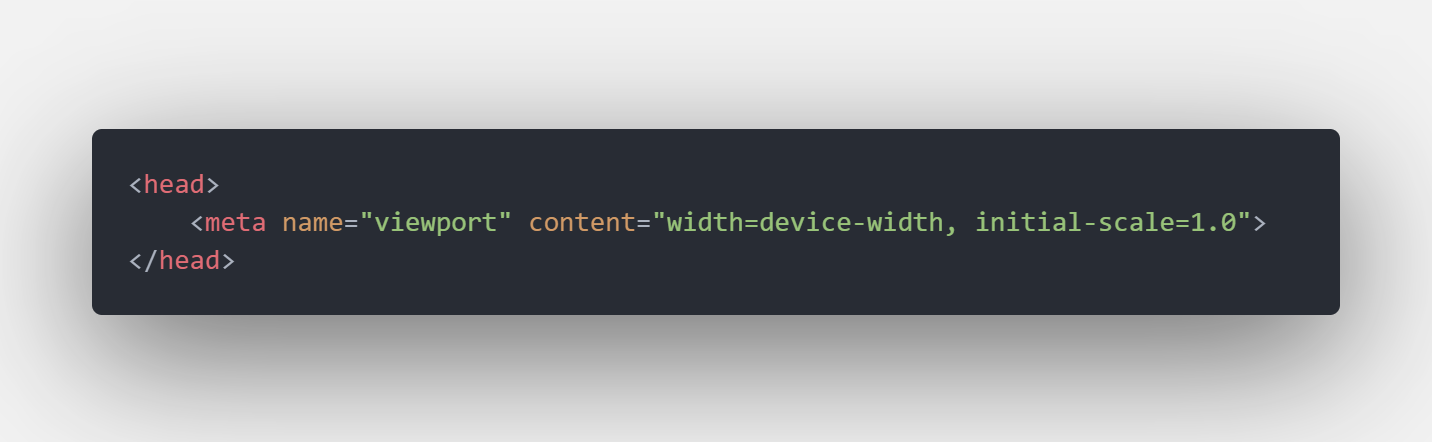 <head>
    <meta name="viewport" content="width=device-width, initial-scale=1.0">
</head>